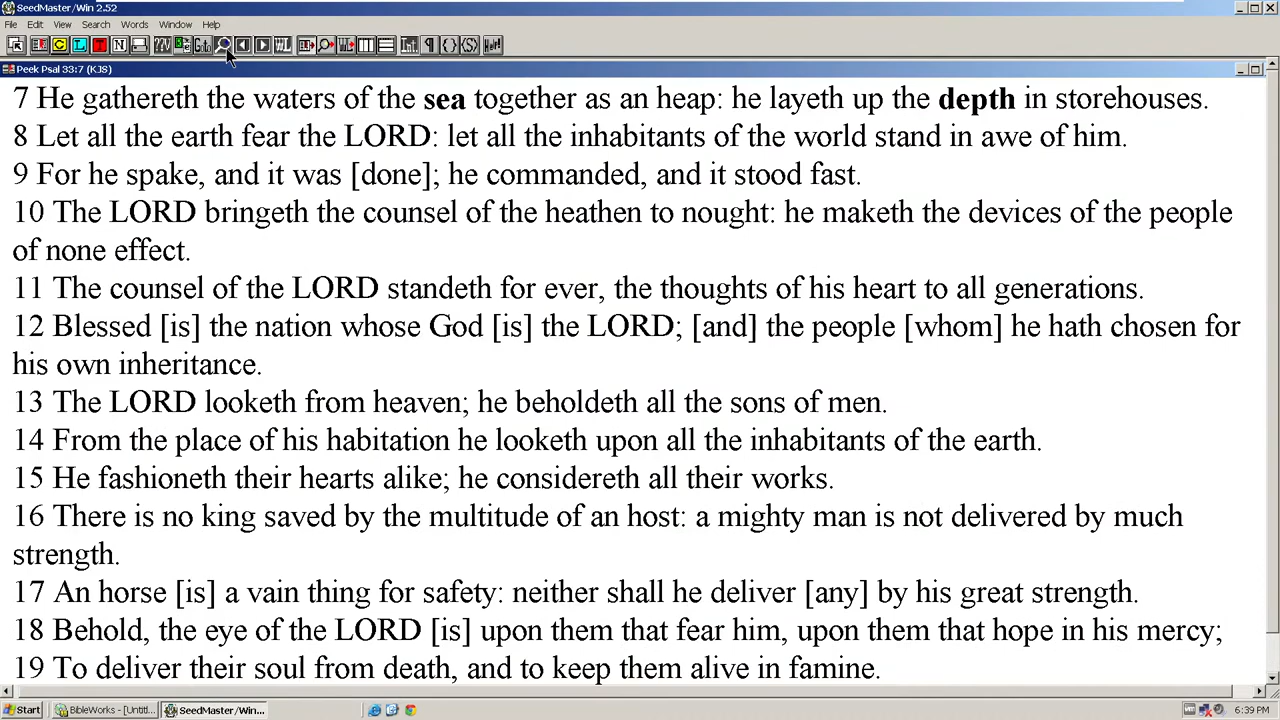 SeedMaster/Win 2.52
File Edit View Search Words Window Help
Peek Psal 33:7 (KJS)
7 He gathereth the waters of the sea together as an heap: he layeth up the depth in storehouses.
8 Let all the earth fear the LORD: let all the inhabitants of the world stand in awe of him.
9 For he spake, and it was [done]; he commanded, and it stood fast.
10 The LORD bringeth the counsel of the heathen to nought: he maketh the devices of the people
of none effect.
11 The counsel of the LORD standeth for ever, the thoughts of his heart to all generations.
12 Blessed [is] the nation whose God [is] the LORD; [and] the people [whom] he hath chosen for
his own inheritance.
13 The LORD looketh from heaven; he beholdeth all the sons of men.
14 From the place of his habitation he looketh upon all the inhabitants of the earth.
15 He fashioneth their hearts alike; he considereth all their works.
16 There is no king saved by the multitude of an host: a mighty man is not delivered by much
strength.
17 An horse [is] a vain thing for safety: neither shall he deliver [any] by his great strength.
18 Behold, the eye of the LORD [is] upon them that fear him, upon them that hope in his mercy;
19 To deliver their soul from death, and to keep them alive in famine.
Start BibleWorks - [Untitl... SeedMaster/Win... 6:39 PM